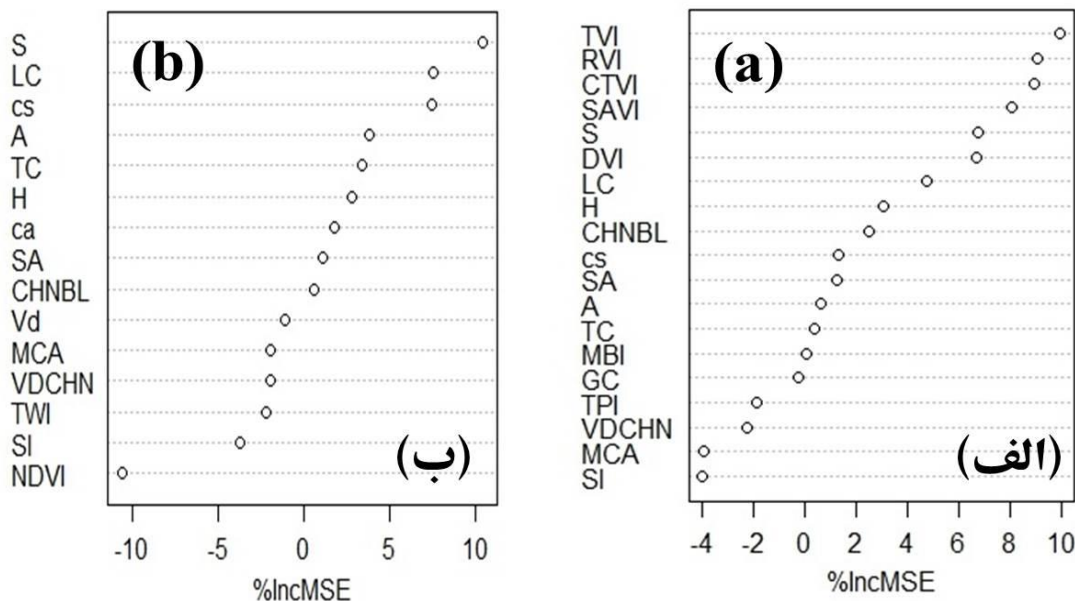 (b)
S
LC
cs
A
TC
H
ca
SA
CHNBL
Vd
MCA
VDCHN
TWI
SI
NDVI
(ب)
-10 -5 0 5 10
%IncMSE
(a)
TVI
RVI
CTVI
SAVI
S
DVI
LC
H
CHNBL
cs
SA
A
TC
MBI
GC
TPI
VDCHN
MCA
SI
(الف)
-4 -2 0 2 4 6 8 10
%IncMSE